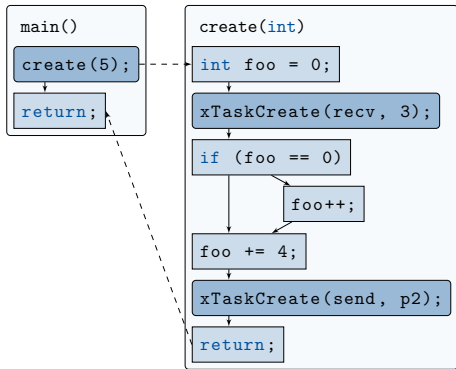 main()
create(5);
return;
create(int)
int foo = 0;
xTaskCreate(recv, 3);
if (foo == 0)
foo++;
foo += 4;
xTaskCreate(send, p2);
return;